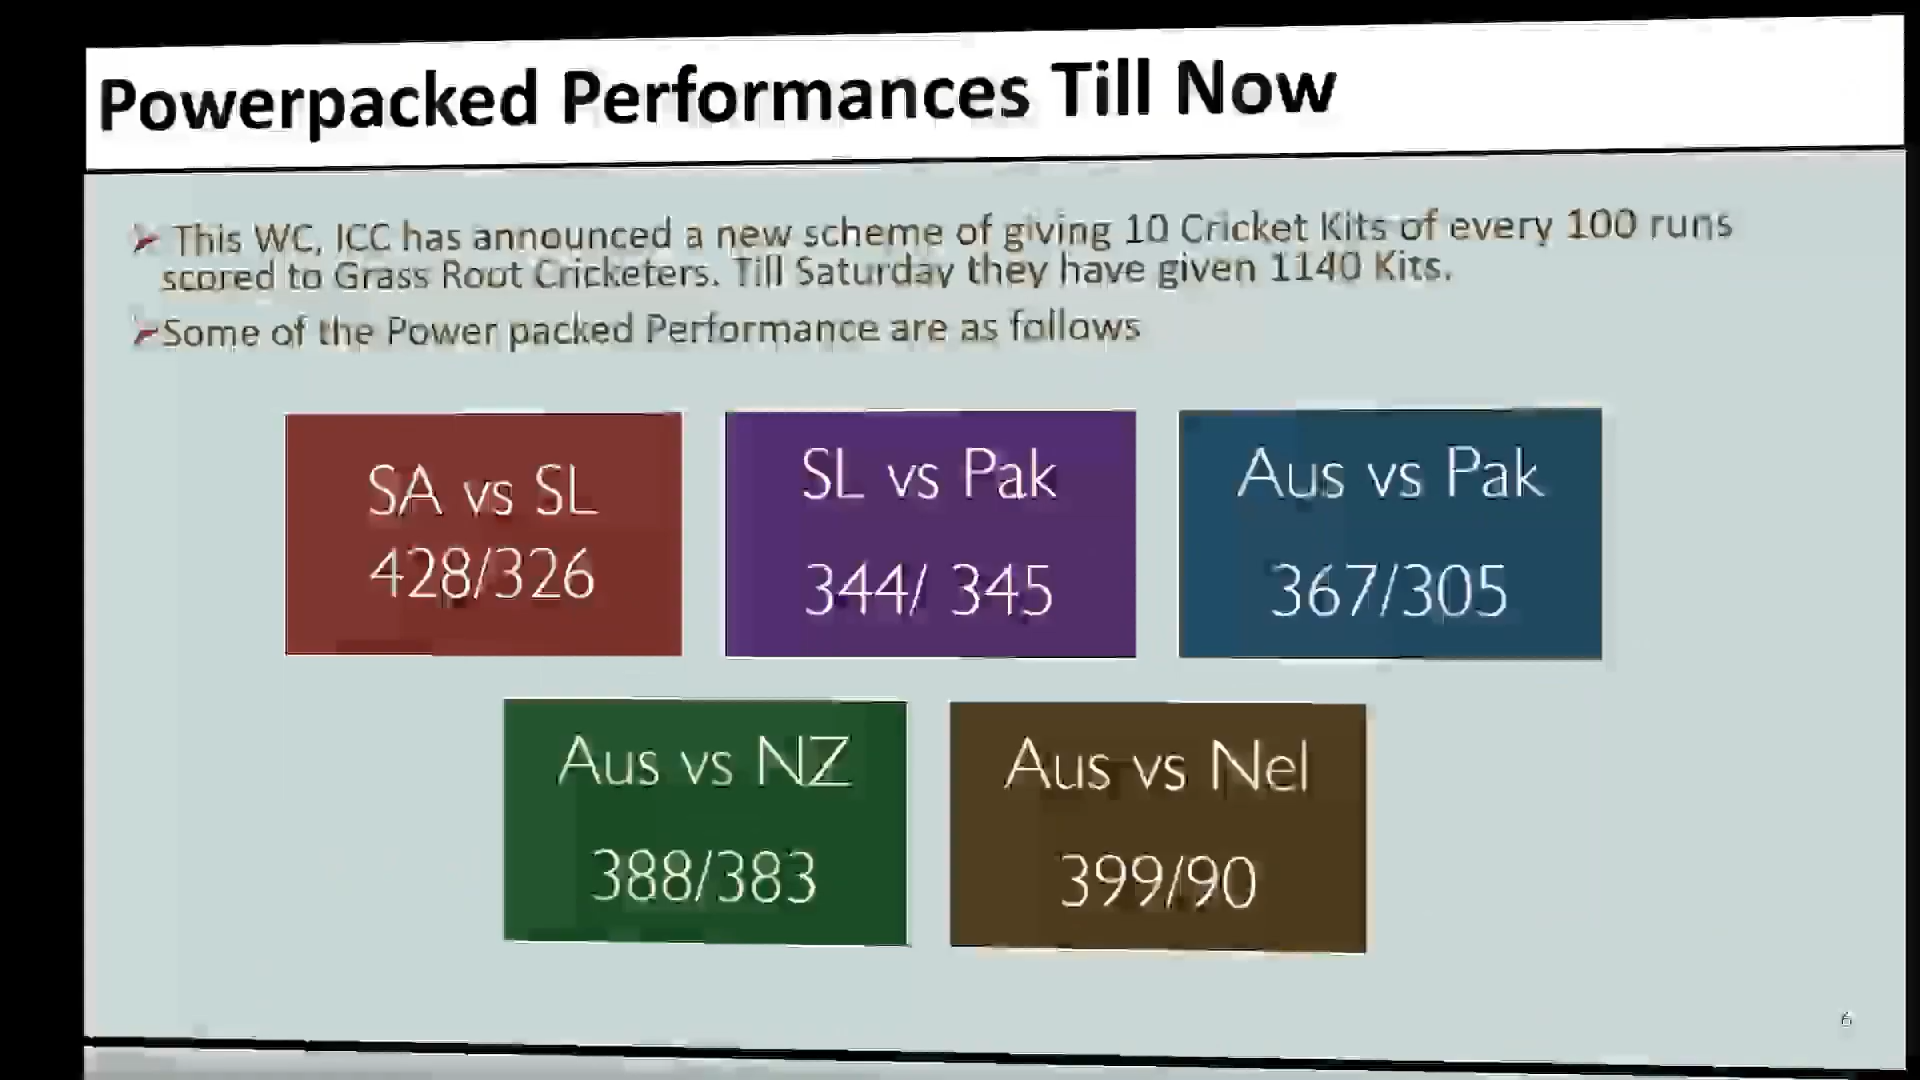 Powerpacked Performances Till Now
➢ This WC, ICC has announced a new scheme of giving 10 Cricket Kits of every 100 runs
scored to Grass Root Cricketers. Till Saturday they have given 1140 Kits.
➢Some of the Power packed Performance are as follows
SA vs SL
428/326
SL vs Pak
344/ 345
Aus vs Pak
367/305
Aus vs NZ
388/383
Aus vs Nel
399/90
6